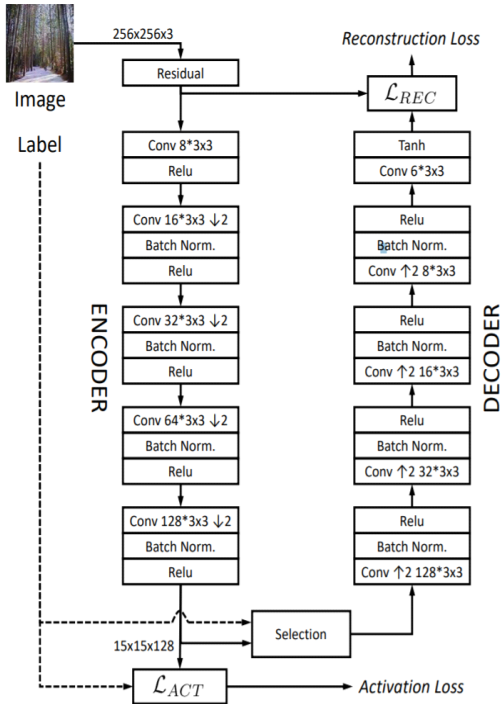 256x256x3
Image
Label
Residual
Conv 8*3x3
Relu
Conv 16*3x3 ↓2
Batch Norm.
Relu
Conv 32*3x3 ↓2
Batch Norm.
Relu
Conv 64*3x3 ↓2
Batch Norm.
Relu
Conv 128*3x3 ↓2
Batch Norm.
Relu
ENCODER
15x15x128
ℒ_ACT
Activation Loss
Selection
Reconstruction Loss
ℒ_REC
Tanh
Conv 6*3x3
Relu
Batch Norm.
Conv ↑2 8*3x3
Relu
Batch Norm.
Conv ↑2 16*3x3
Relu
Batch Norm.
Conv ↑2 32*3x3
Relu
Batch Norm.
Conv ↑2 128*3x3
DECODER